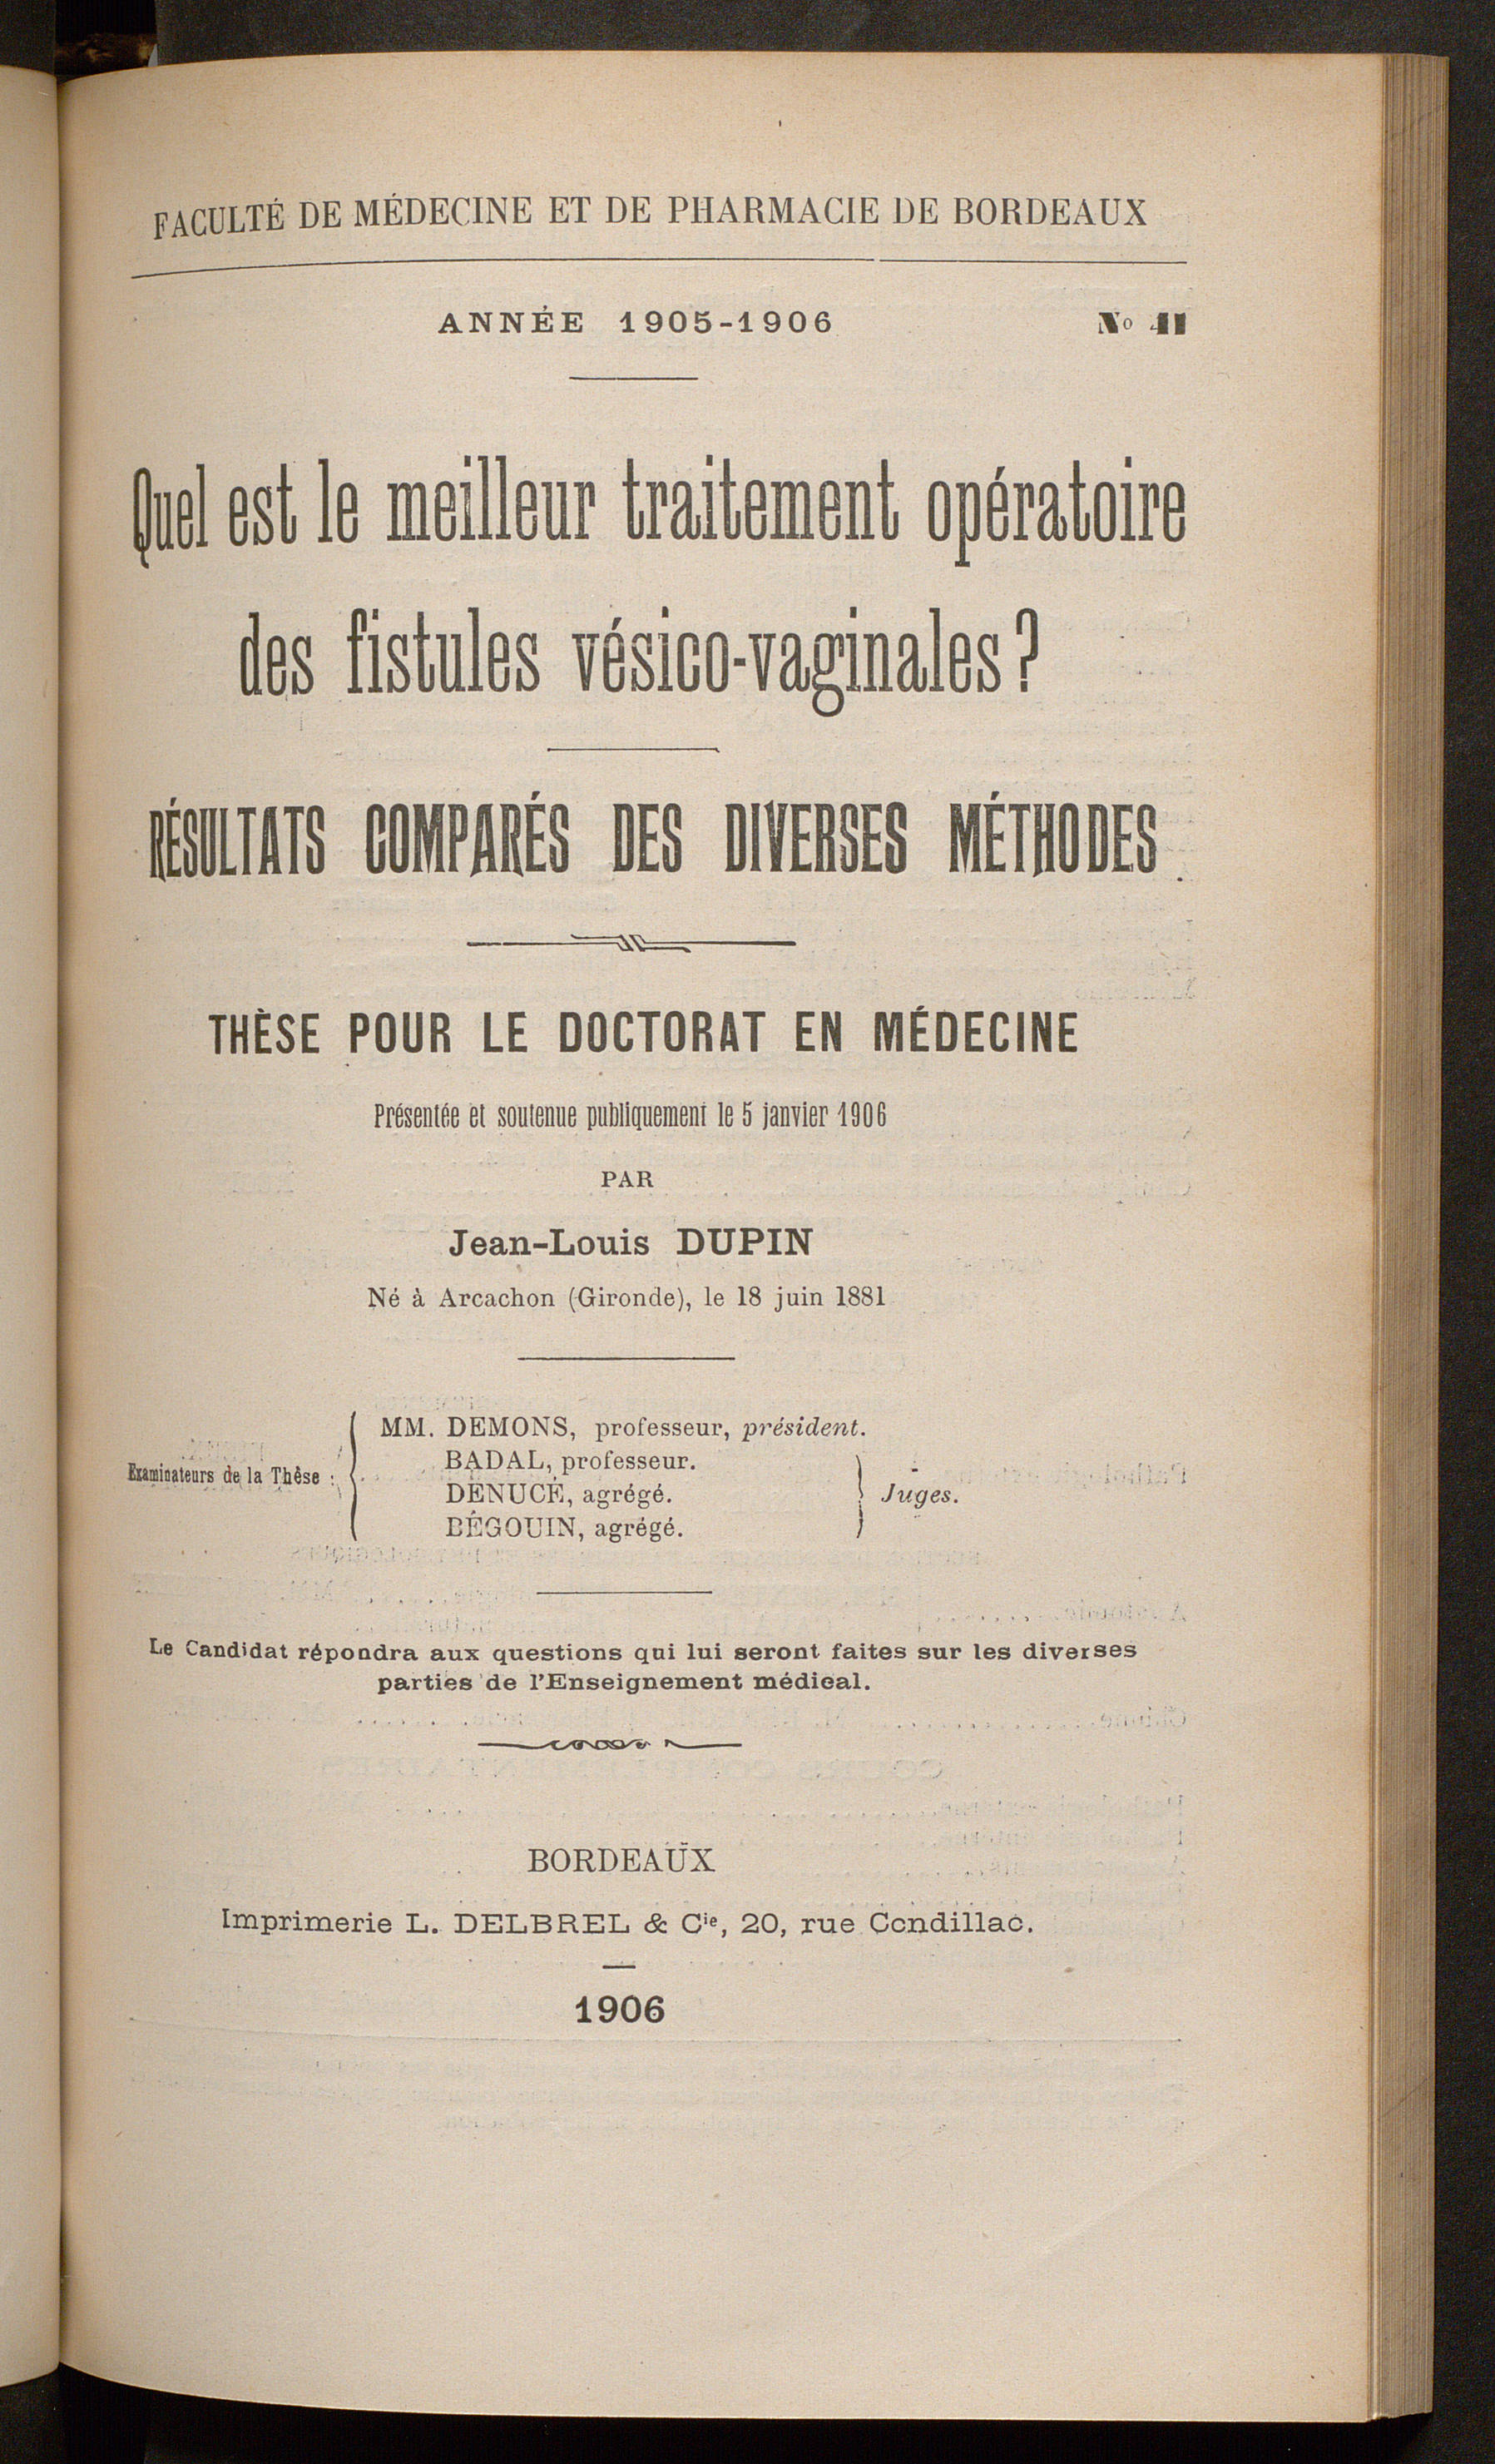 FACULTÉ DE MÉDECINE ET DE PHARMACIE DE BORDEAUX
ANNÉE 1905-1906
No 41
Quel est le meilleur traitement opératoire
des fistules vésico-vaginales?
RÉSULTATS COMPARÉS DES DIVERSES MÉTHODES
THÈSE POUR LE DOCTORAT EN MÉDECINE
Présentée et soutenue publiquement le 5 janvier 1906
PAR
Jean-Louis DUPIN
Né à Arcachon (Gironde), le 18 juin 1881
MM. DEMONS, professeur, président.
BADAL, professeur.
Examinateurs de la Thèse :
DENUCÉ, agrégé.
Juges.
BÉGOUIN, agrégé.
Le Candidat répondra aux questions qui lui seront faites sur les diverses
parties de l'Enseignement médical.
BORDEAUX
Imprimerie L. DELBREL & Cie, 20, rue Condillac.
1906